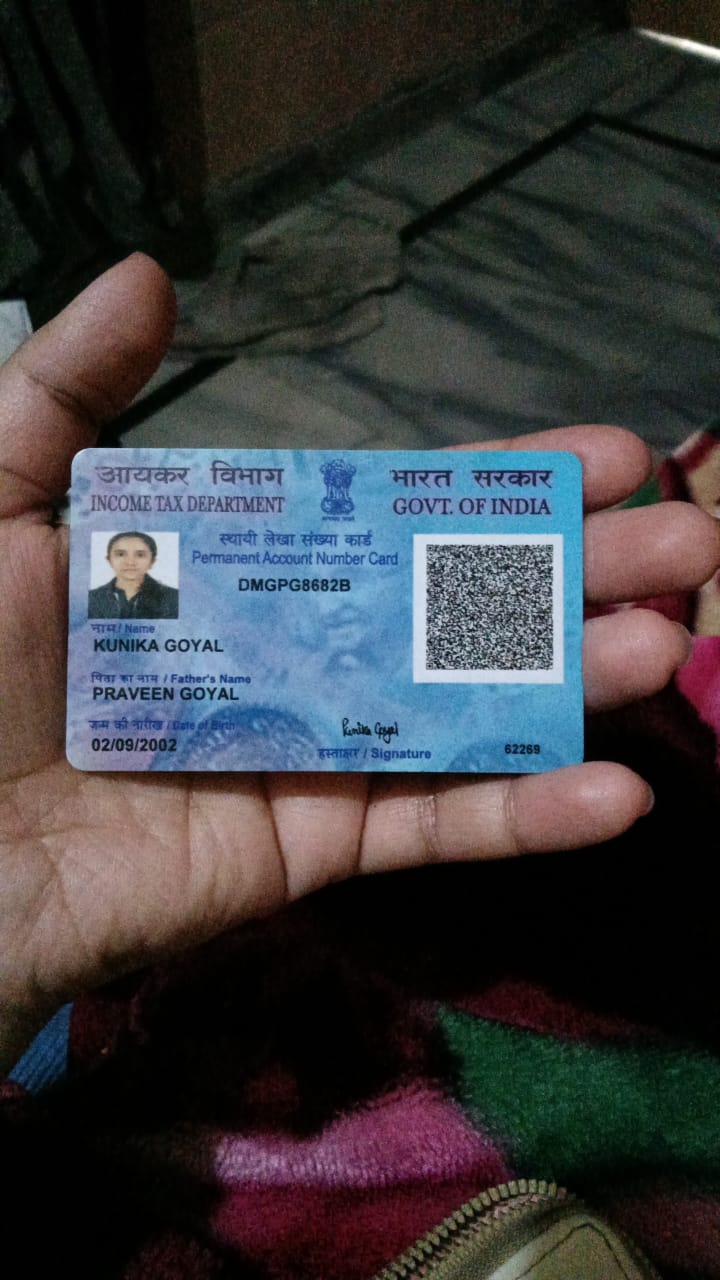 आयकर विभाग
INCOME TAX DEPARTMENT
भारत सरकार
GOVT. OF INDIA
स्थायी लेखा संख्या कार्ड
Permanent Account Number Card
DMGPG8682B
नाम / Name
KUNIKA GOYAL
पिता का नाम / Father's Name
PRAVEEN GOYAL
जन्म की तारीख / Date of Birth
02/09/2002
Kunika Goyal
हस्ताक्षर / Signature
62269